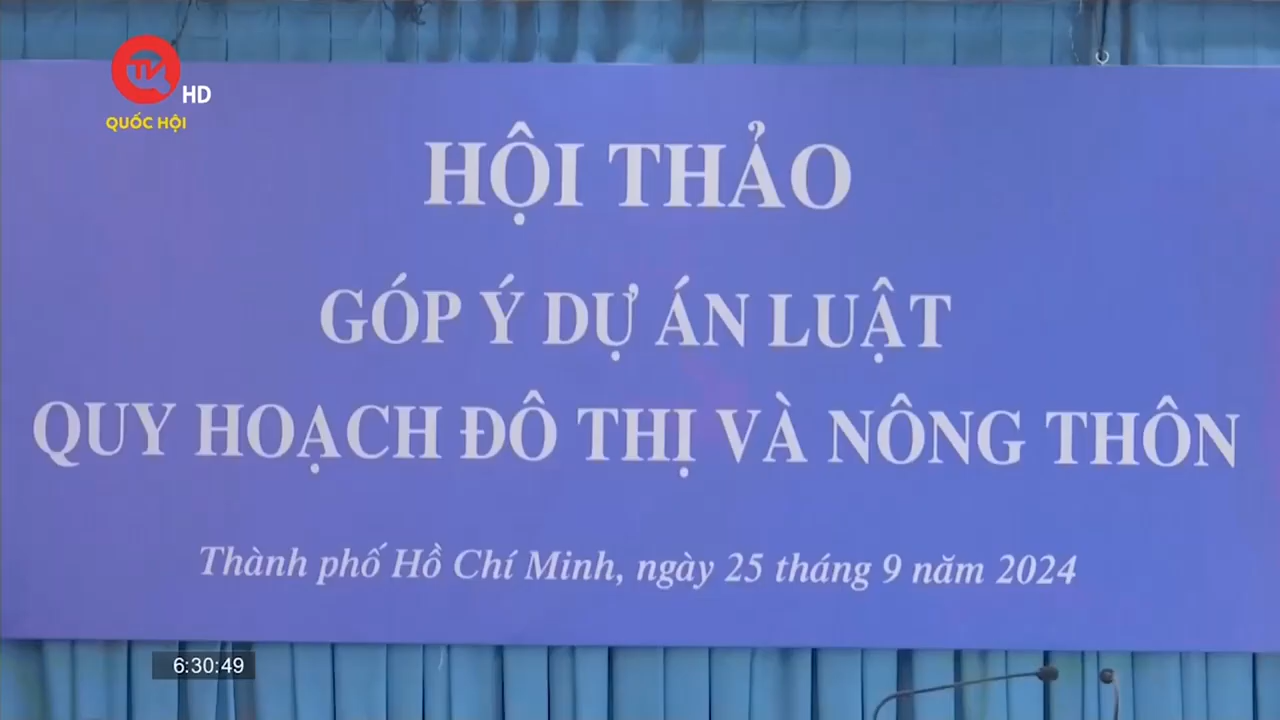 TV
HD
QUỐC HỘI
HỘI THẢO
GÓP Ý DỰ ÁN LUẬT
QUY HOẠCH ĐÔ THỊ VÀ NÔNG THÔN
Thành phố Hồ Chí Minh, ngày 25 tháng 9 năm 2024
6:30:49